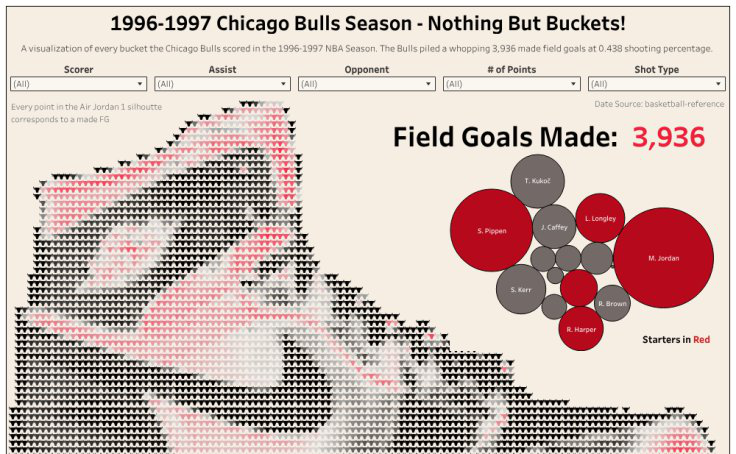 1996-1997 Chicago Bulls Season - Nothing But Buckets!
A visualization of every bucket the Chicago Bulls scored in the 1996-1997 NBA Season. The Bulls piled a whopping 3,936 made field goals at 0.438 shooting percentage.
Scorer Assist Opponent # of Points Shot Type
(All) (All) (All) (All) (All)
Every point in the Air Jordan 1 silhoutte
corresponds to a made FG
Date Source: basketball-reference
Field Goals Made: 3,936
T. Kukoč
L. Longley
J. Caffey
S. Pippen
M. Jordan
S. Kerr
R. Brown
R. Harper
Starters in Red